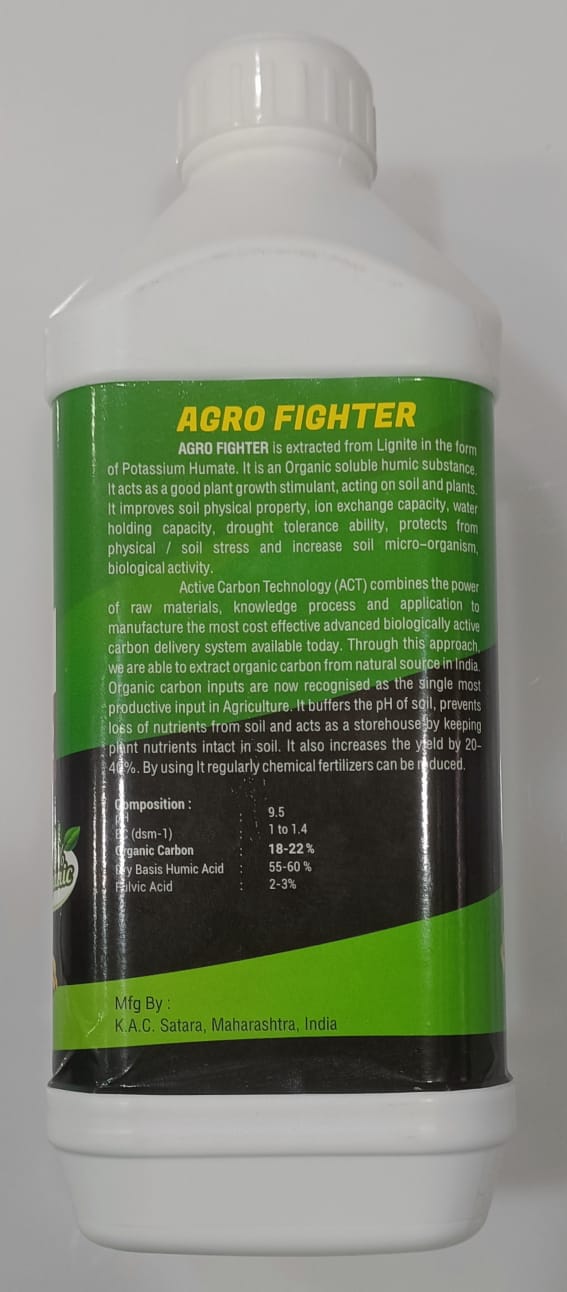 AGRO FIGHTER
AGRO FIGHTER is extracted from Lignite in the form
of Potassium Humate. It is an Organic soluble humic substance.
It acts as a good plant growth stimulant, acting on soil and plants.
It improves soil physical property, ion exchange capacity, water
holding capacity, drought tolerance ability, protects from
physical / soil stress and increase soil micro-organism,
biological activity.
Active Carbon Technology (ACT) combines the power
of raw materials, knowledge process and application to
manufacture the most cost effective advanced biologically active
carbon delivery system available today. Through this approach,
we are able to extract organic carbon from natural source in India.
Organic carbon inputs are now recognised as the single most
productive input in Agriculture. It buffers the pH of soil, prevents
loss of nutrients from soil and acts as a storehouse by keeping
plant nutrients intact in soil. It also increases the yield by 20-
40%. By using It regularly chemical fertilizers can be reduced.
Composition :
pH : 9.5
EC (dsm-1) : 1 to 1.4
Organic Carbon : 18-22 %
Dry Basis Humic Acid : 55-60 %
Fulvic Acid : 2-3%
Mfg By :
K.A.C. Satara, Maharashtra, India